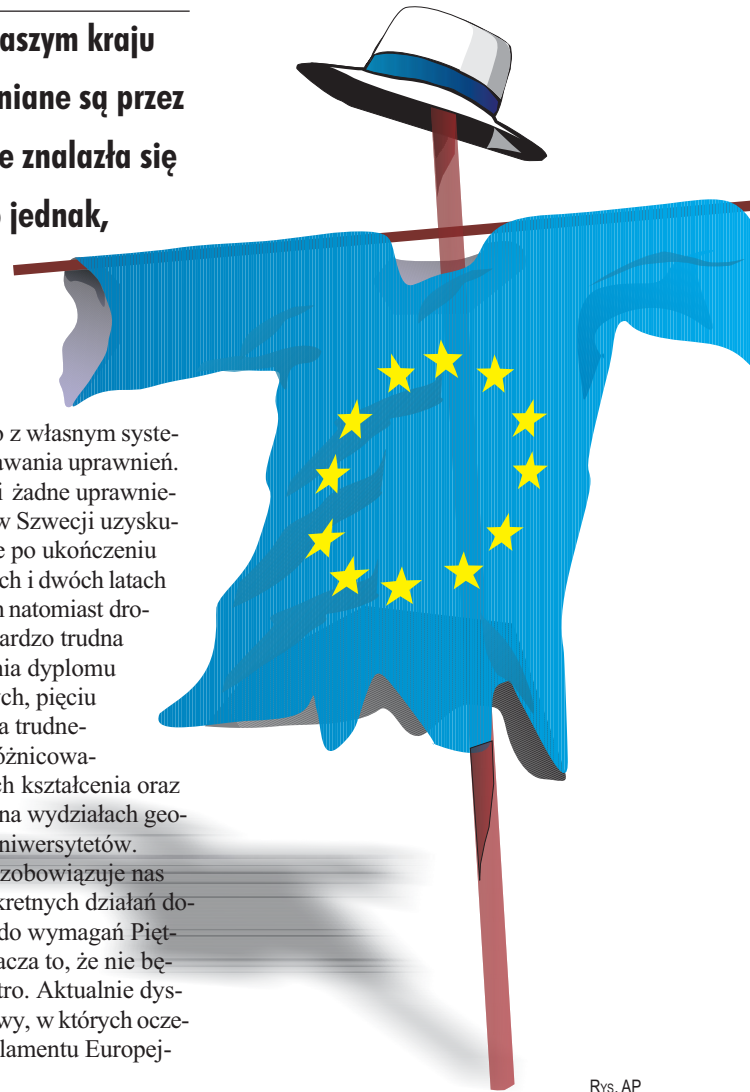 aszym kraju
niane są przez
e znalazła się
jednak,
z własnym syste-
awania uprawnień.
i żadne uprawnie-
w Szwecji uzysku-
e po ukończeniu
ch i dwóch latach
natomiast dro-
ardzo trudna
nia dyplomu
ych, pięciu
a trudne-
różnicowa-
ch kształcenia oraz
na wydziałach geo-
niwersytetów.
zobowiązuje nas
kretnych działań do-
do wymagań Pięt-
acza to, że nie bę-
tro. Aktualnie dys-
wy, w których ocze-
lamentu Europej-
Rys. AP